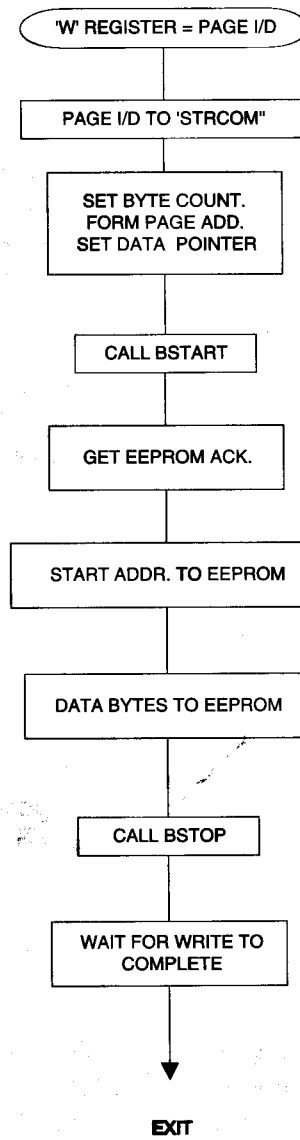 'W' REGISTER = PAGE I/D
PAGE I/D TO 'STRCOM"
SET BYTE COUNT.
FORM PAGE ADD.
SET DATA POINTER
CALL BSTART
GET EEPROM ACK.
START ADDR. TO EEPROM
DATA BYTES TO EEPROM
CALL BSTOP
WAIT FOR WRITE TO
COMPLETE
EXIT